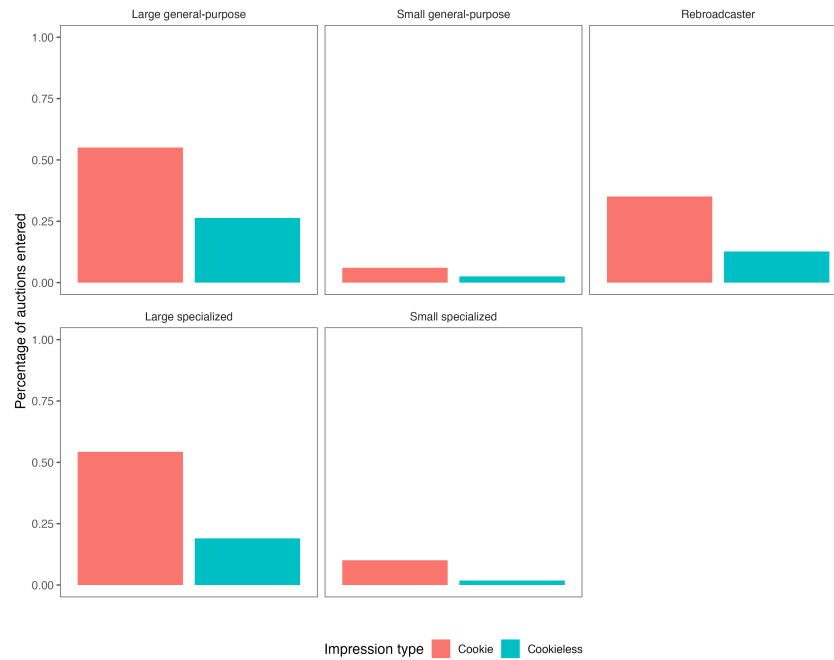 Large general-purpose
Small general-purpose
Rebroadcaster
1.00
0.75
0.50
0.25
0.00
Percentage of auctions entered
Large specialized
Small specialized
1.00
0.75
0.50
0.25
0.00
Impression type
Cookie
Cookieless